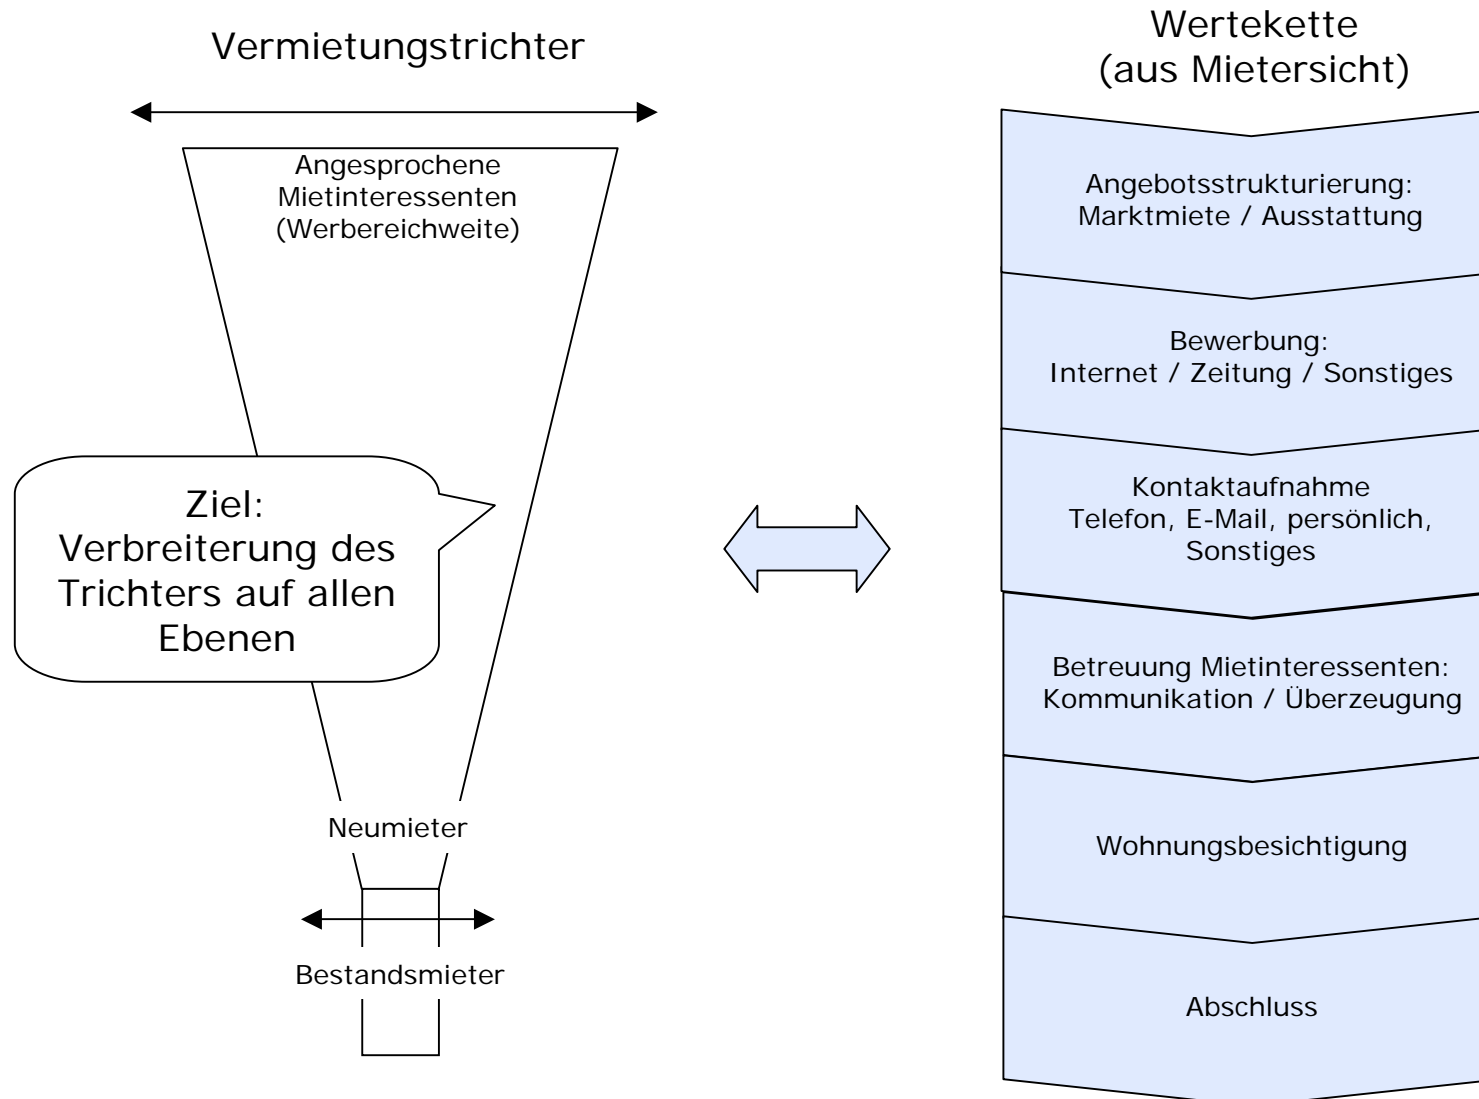 Vermietungstrichter
Angesprochene
Mietinteressenten
(Werbereichweite)
Ziel:
Verbreiterung des
Trichters auf allen
Ebenen
Neumieter
Bestandsmieter
Wertekette
(aus Mietersicht)
Angebotsstrukturierung:
Marktmiete / Ausstattung
Bewerbung:
Internet / Zeitung / Sonstiges
Kontaktaufnahme
Telefon, E-Mail, persönlich,
Sonstiges
Betreuung Mietinteressenten:
Kommunikation / Überzeugung
Wohnungsbesichtigung
Abschluss